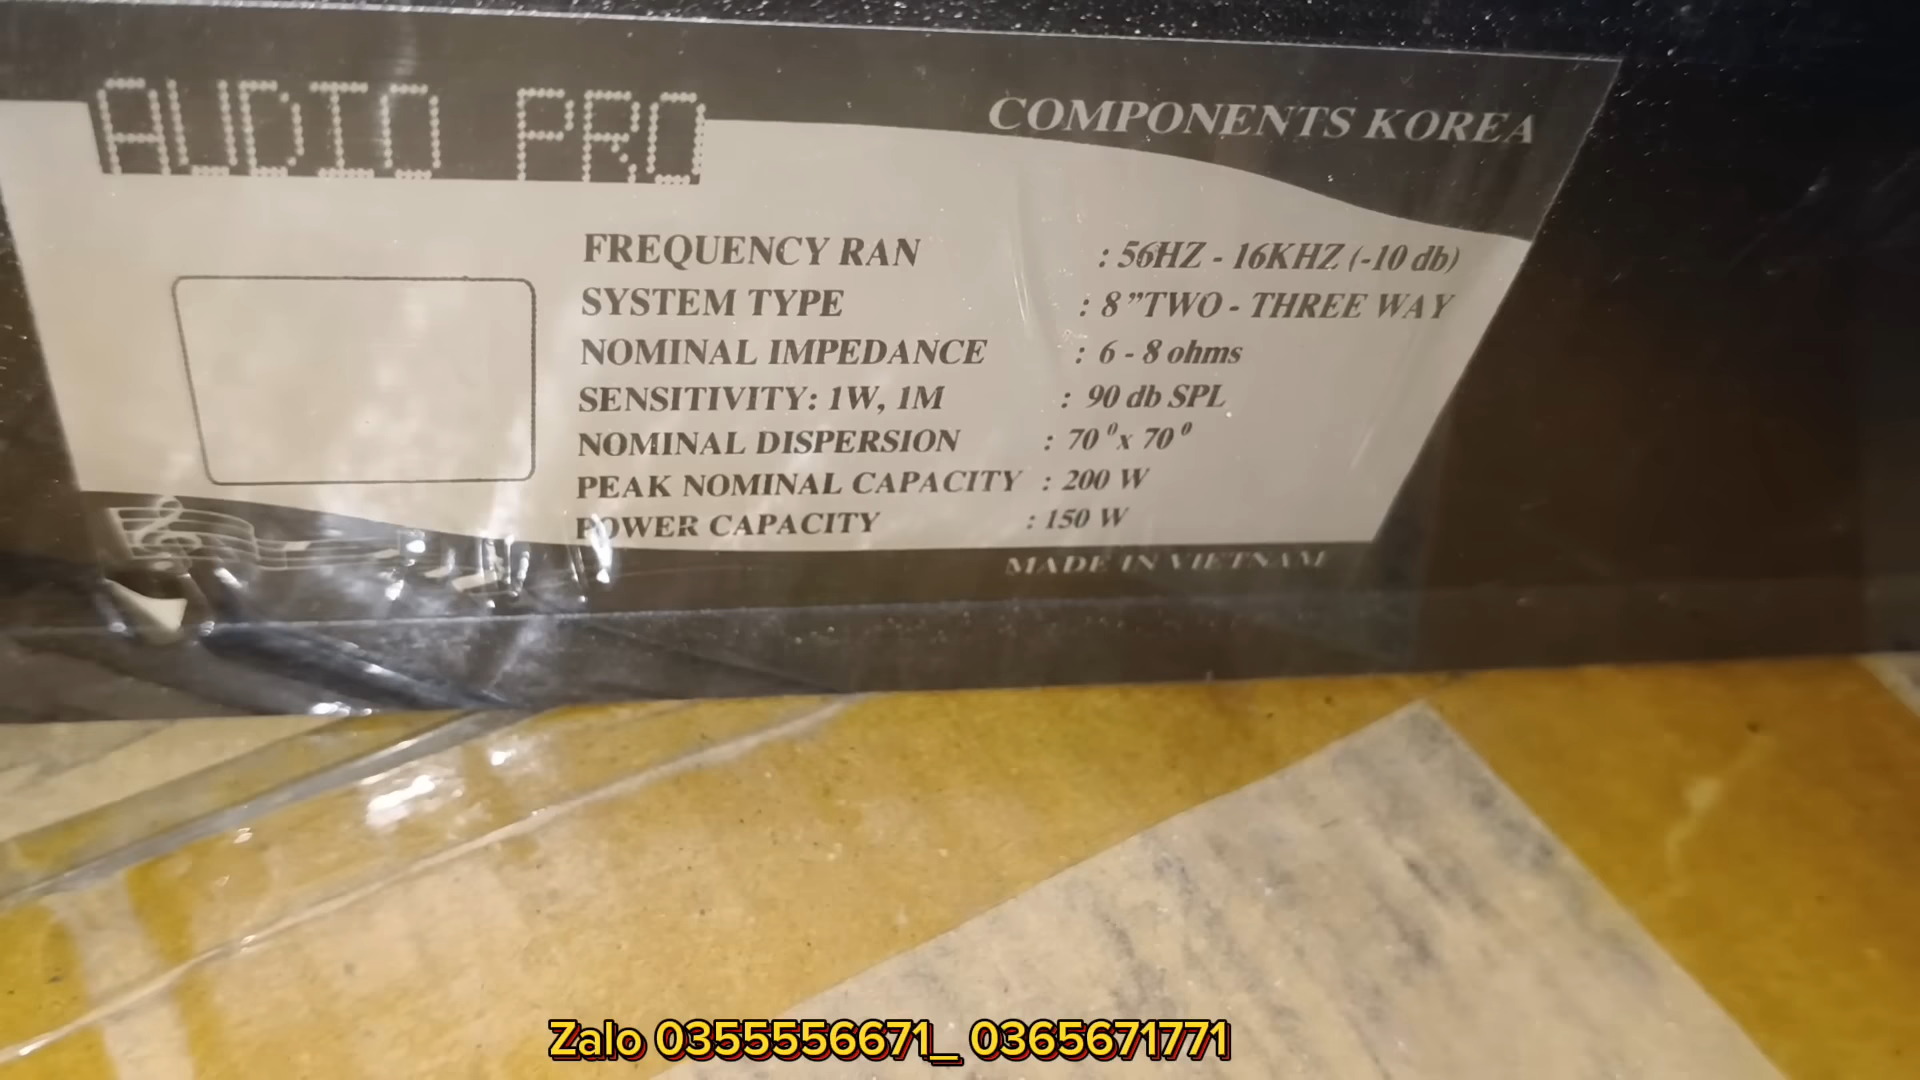 AUDIO PRO
COMPONENTS KOREA
FREQUENCY RAN : 56HZ - 16KHZ (-10 db)
SYSTEM TYPE : 8”TWO - THREE WAY
NOMINAL IMPEDANCE : 6 - 8 ohms
SENSITIVITY: 1W, 1M : 90 db SPL
NOMINAL DISPERSION : 70⁰x 70⁰
PEAK NOMINAL CAPACITY : 200 W
POWER CAPACITY : 150 W
MADE IN VIETNAM
Zalo 0355556671_ 0365671771